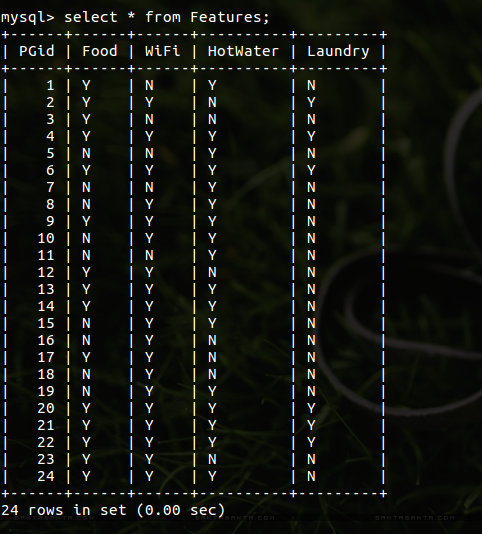 mysql> select * from Features;
+------+------+------+----------+---------+
| PGid | Food | WiFi | HotWater | Laundry |
+------+------+------+----------+---------+
|    1 | Y    | N    | Y        | N       |
|    2 | Y    | Y    | N        | Y       |
|    3 | Y    | N    | N        | N       |
|    4 | Y    | Y    | Y        | Y       |
|    5 | N    | N    | Y        | N       |
|    6 | Y    | Y    | Y        | Y       |
|    7 | N    | N    | Y        | N       |
|    8 | N    | Y    | Y        | N       |
|    9 | Y    | Y    | Y        | N       |
|   10 | N    | Y    | Y        | N       |
|   11 | N    | N    | Y        | N       |
|   12 | Y    | Y    | N        | N       |
|   13 | Y    | Y    | Y        | N       |
|   14 | Y    | Y    | Y        | N       |
|   15 | N    | Y    | Y        | N       |
|   16 | N    | Y    | N        | N       |
|   17 | Y    | Y    | N        | N       |
|   18 | N    | Y    | N        | N       |
|   19 | N    | Y    | Y        | N       |
|   20 | Y    | Y    | Y        | Y       |
|   21 | Y    | Y    | Y        | Y       |
|   22 | Y    | Y    | Y        | Y       |
|   23 | Y    | Y    | N        | N       |
|   24 | Y    | Y    | Y        | N       |
+------+------+------+----------+---------+
24 rows in set (0.00 sec)